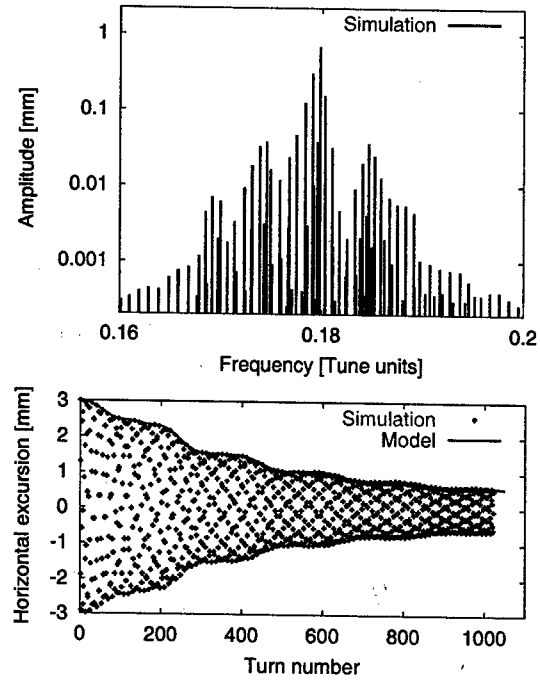 1
Simulation
0.1
Amplitude [mm]
0.01
0.001
0.16
0.18
0.2
Frequency [Tune units]
3
Simulation
Model
2
1
Horizontal excursion [mm]
0
-1
-2
-3
0
200
400
600
800
1000
Turn number